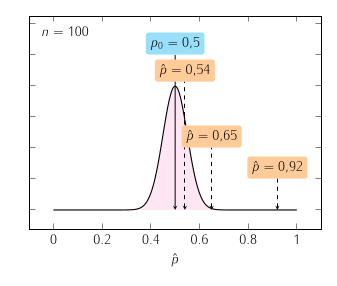 n = 100
p₀ = 0,5
p̂ = 0,54
p̂ = 0,65
p̂ = 0,92
0 0.2 0.4 0.6 0.8 1
p̂